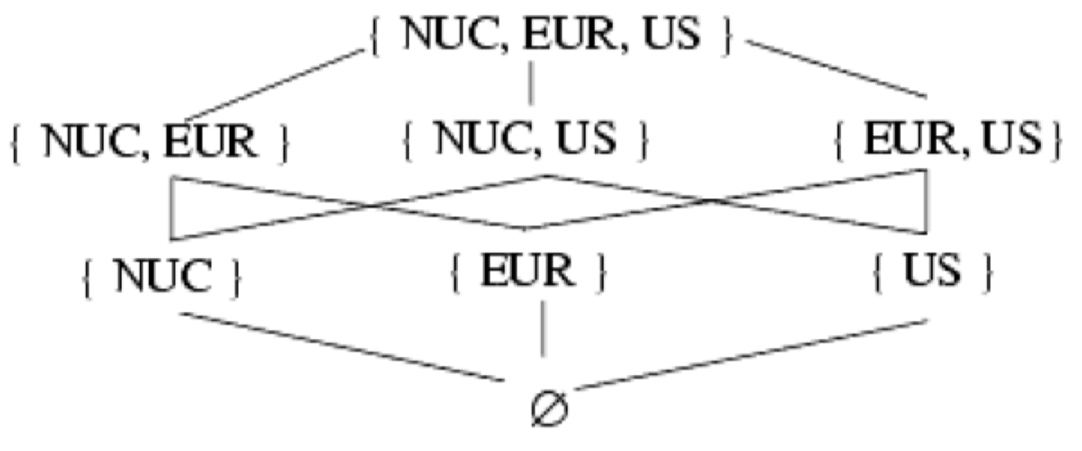 { NUC, EUR, US }
{ NUC, EUR } { NUC, US } { EUR, US }
{ NUC } { EUR } { US }
∅